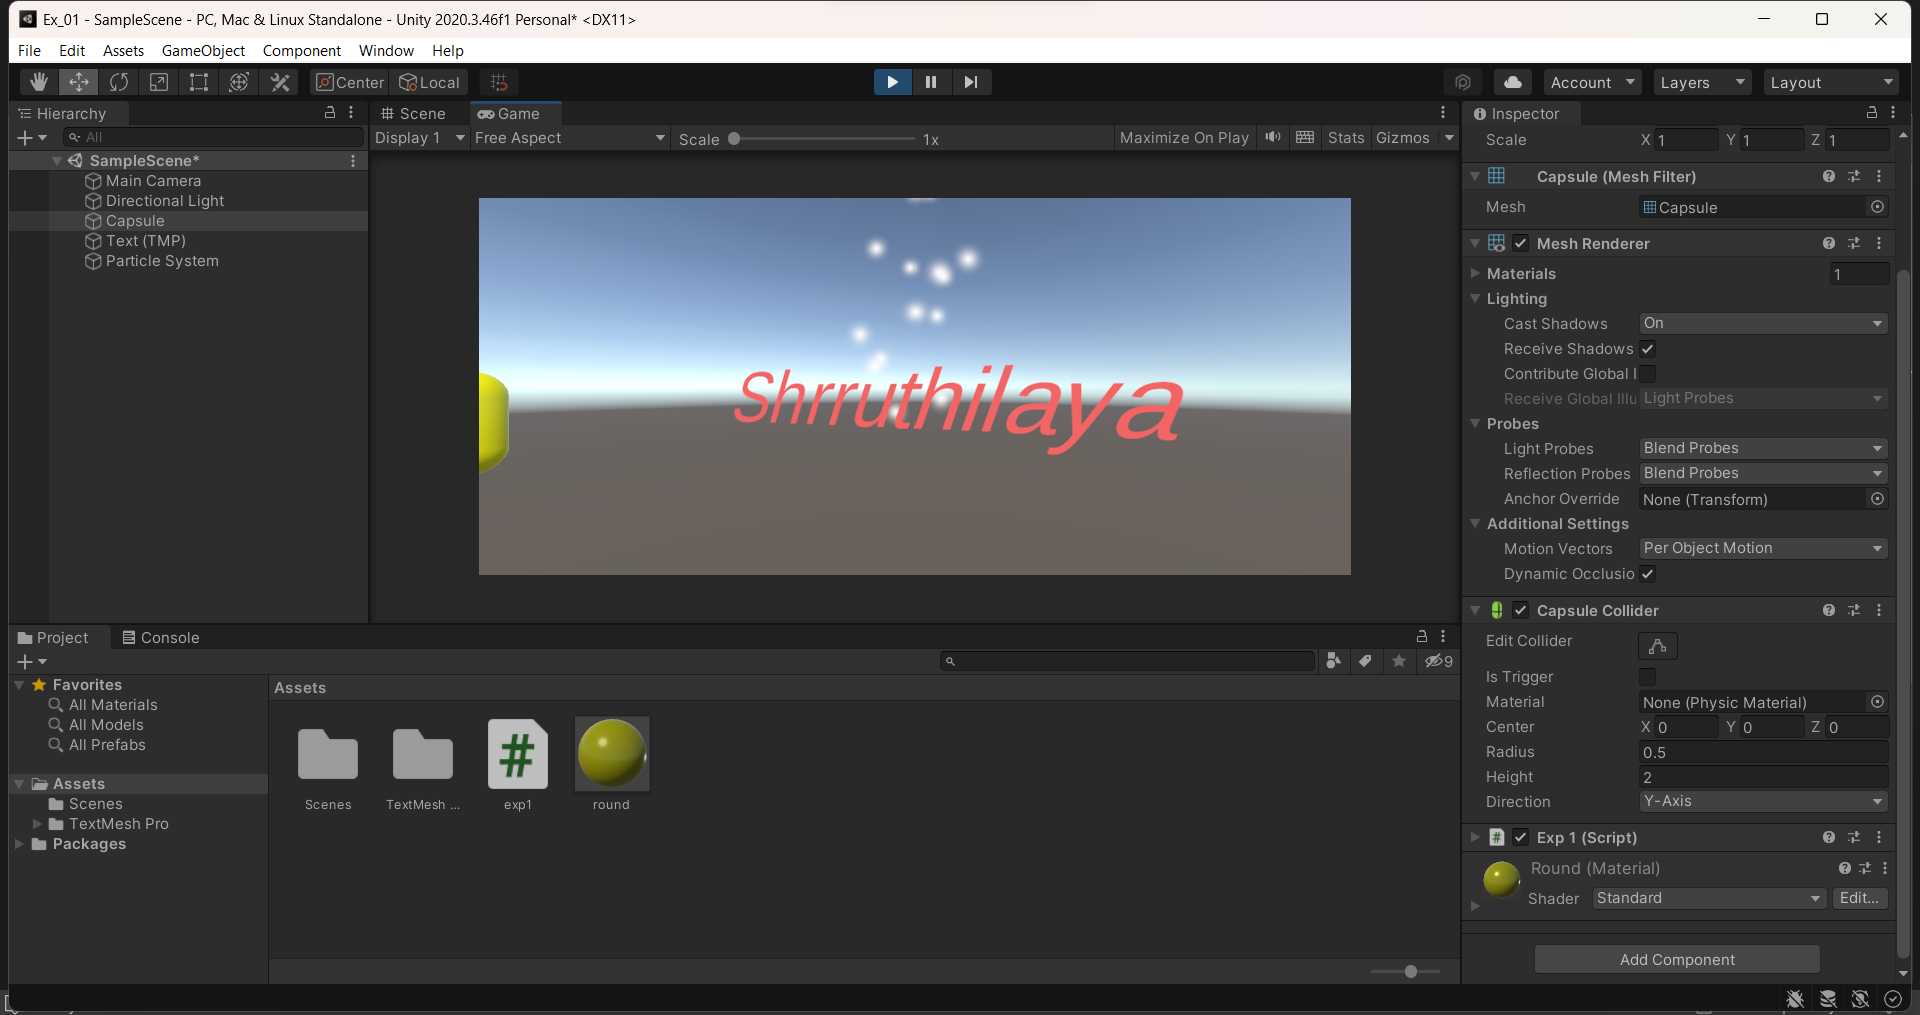 Ex_01 - SampleScene - PC, Mac & Linux Standalone - Unity 2020.3.46f1 Personal* <DX11>
File Edit Assets GameObject Component Window Help
Center Local Account Layers Layout
Hierarchy
All
SampleScene*
Main Camera
Directional Light
Capsule
Text (TMP)
Particle System
Scene Game
Display 1 Free Aspect Scale 1x Maximize On Play Stats Gizmos
Shrruthilaya
Inspector
Scale X 1 Y 1 Z 1
Capsule (Mesh Filter)
Mesh Capsule
Mesh Renderer
Materials 1
Lighting
Cast Shadows On
Receive Shadows
Contribute Global I
Receive Global Illu Light Probes
Probes
Light Probes Blend Probes
Reflection Probes Blend Probes
Anchor Override None (Transform)
Additional Settings
Motion Vectors Per Object Motion
Dynamic Occlusio
Capsule Collider
Edit Collider
Is Trigger
Material None (Physic Material)
Center X 0 Y 0 Z 0
Radius 0.5
Height 2
Direction Y-Axis
Exp 1 (Script)
Round (Material)
Shader Standard Edit...
Add Component
Project Console
9
Favorites
All Materials
All Models
All Prefabs
Assets
Scenes
TextMesh Pro
Packages
Assets
Scenes TextMesh ... exp1 round